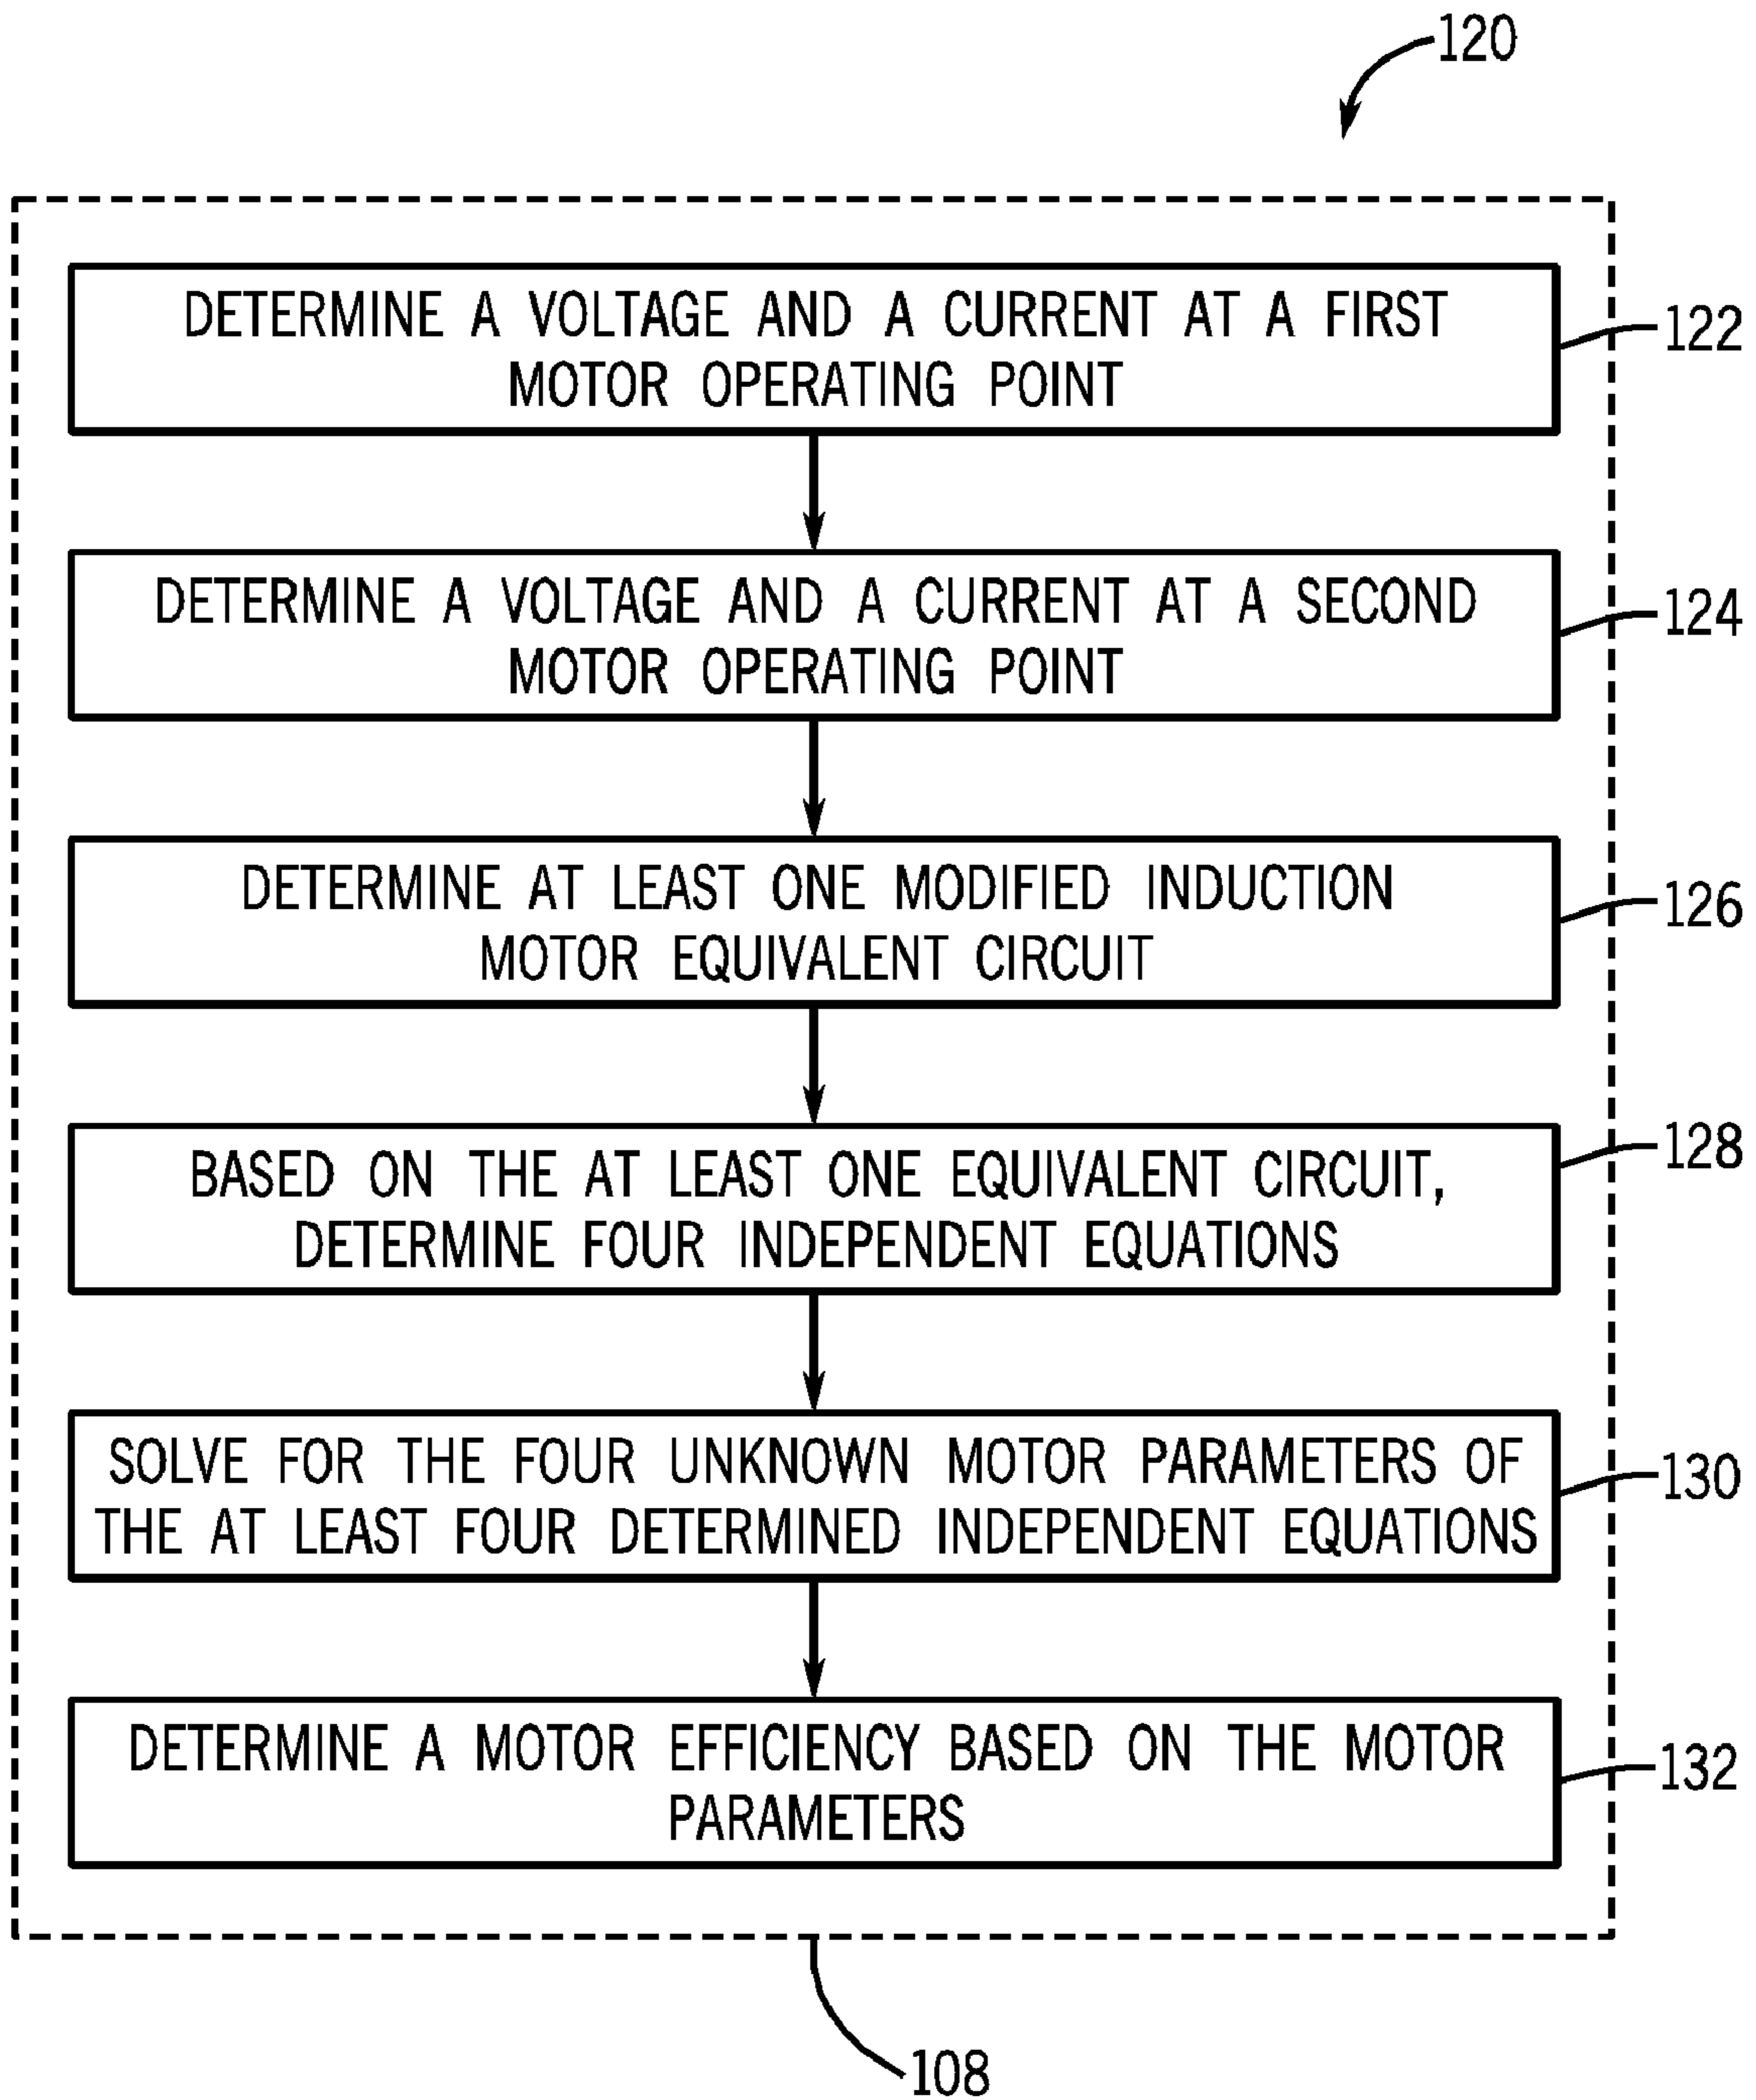 120
DETERMINE A VOLTAGE AND A CURRENT AT A FIRST
MOTOR OPERATING POINT
122
DETERMINE A VOLTAGE AND A CURRENT AT A SECOND
MOTOR OPERATING POINT
124
DETERMINE AT LEAST ONE MODIFIED INDUCTION
MOTOR EQUIVALENT CIRCUIT
126
BASED ON THE AT LEAST ONE EQUIVALENT CIRCUIT,
DETERMINE FOUR INDEPENDENT EQUATIONS
128
SOLVE FOR THE FOUR UNKNOWN MOTOR PARAMETERS OF
THE AT LEAST FOUR DETERMINED INDEPENDENT EQUATIONS
130
DETERMINE A MOTOR EFFICIENCY BASED ON THE MOTOR
PARAMETERS
132
108